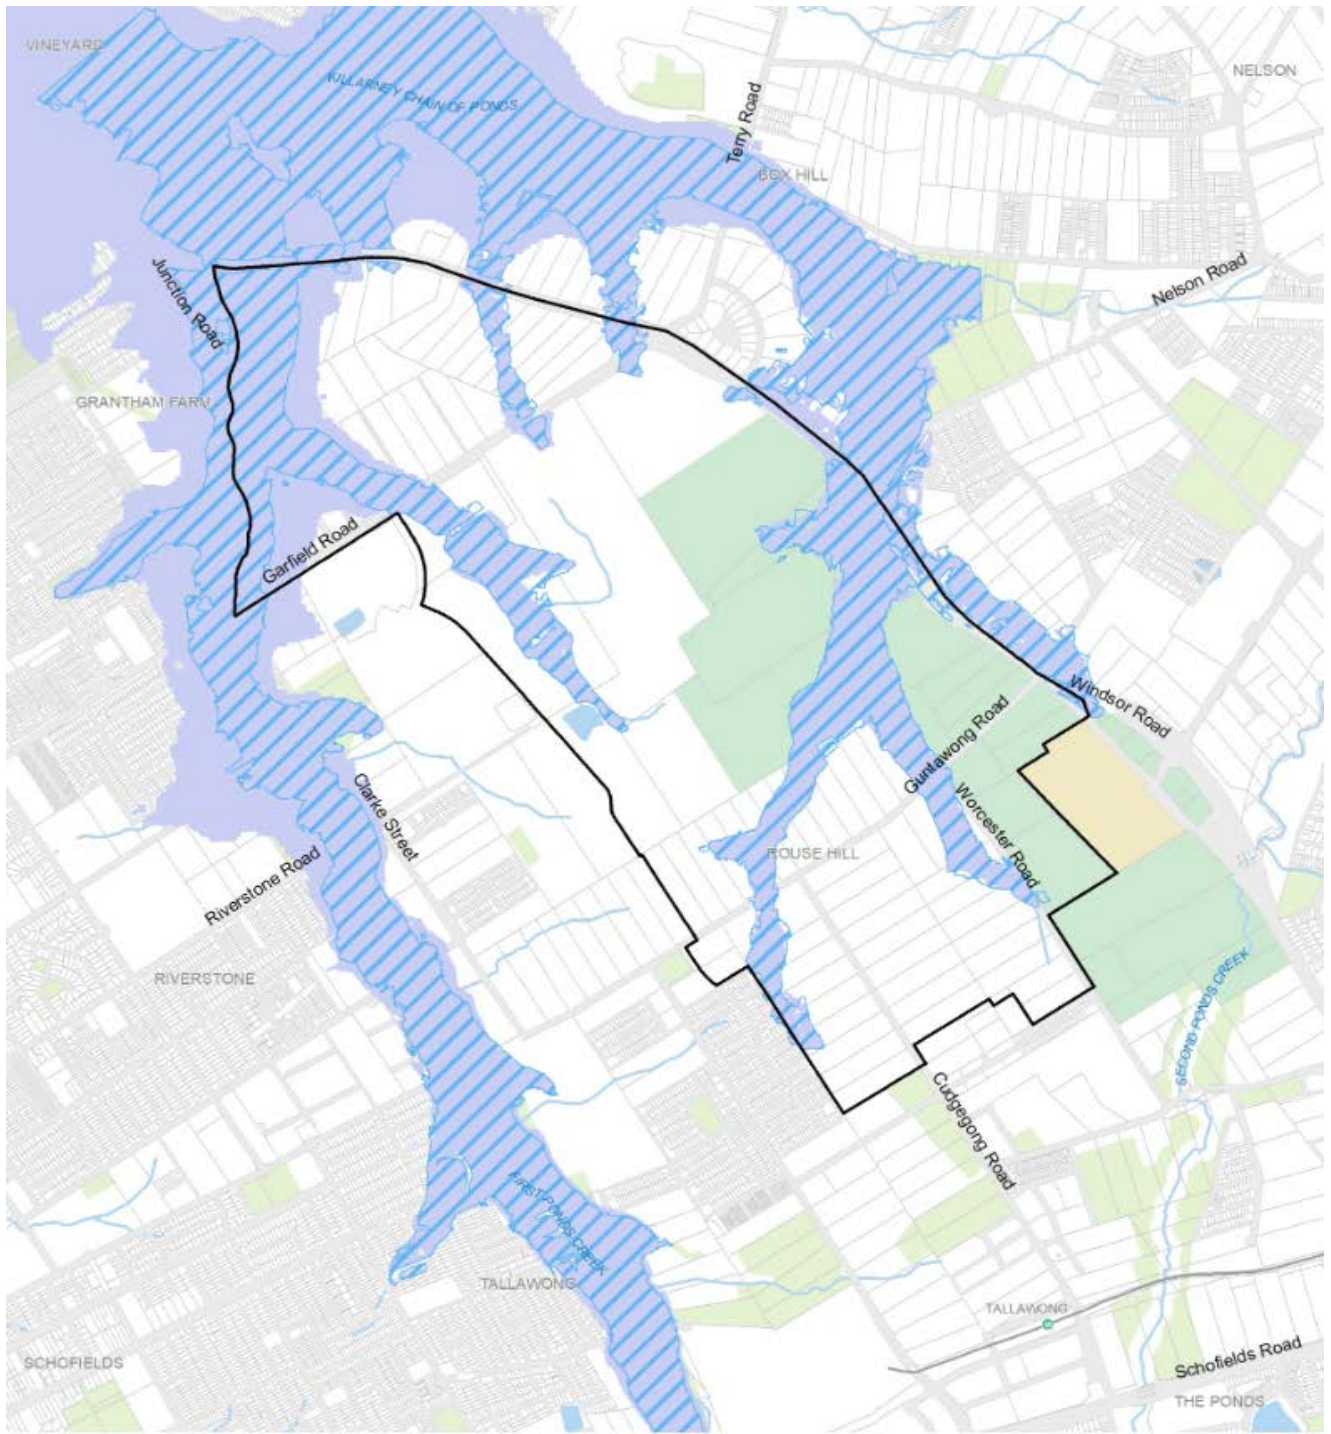 VINEYARD
KILLARNEY CHAIN OF PONDS
NELSON
Terry Road
BOX HILL
Nelson Road
Junction Road
GRANTHAM FARM
Garfield Road
Windsor Road
Guntawong Road
Worcester Road
Clarke Street
ROUSE HILL
Riverstone Road
RIVERSTONE
SECOND PONDS CREEK
Cudgegong Road
FIRST PONDS CREEK
TALLAWONG
TALLAWONG
SCHOFIELDS
Schofields Road
THE PONDS